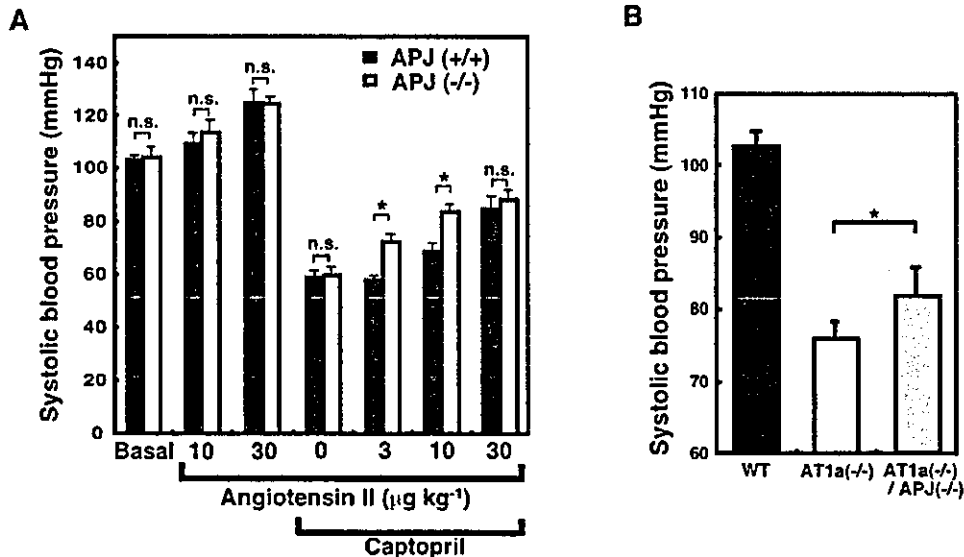 A
Systolic blood pressure (mmHg)
140
120
100
80
60
40
20
0
APJ (+/+)
APJ (-/-)
n.s.
n.s.
n.s.
n.s.
*
*
n.s.
Basal 10 30 0 3 10 30
Angiotensin II (μg kg-1)
Captopril
B
Systolic blood pressure (mmHg)
100
90
80
70
60
*
WT AT1a(-/-) AT1a(-/-)
/ APJ(-/-)